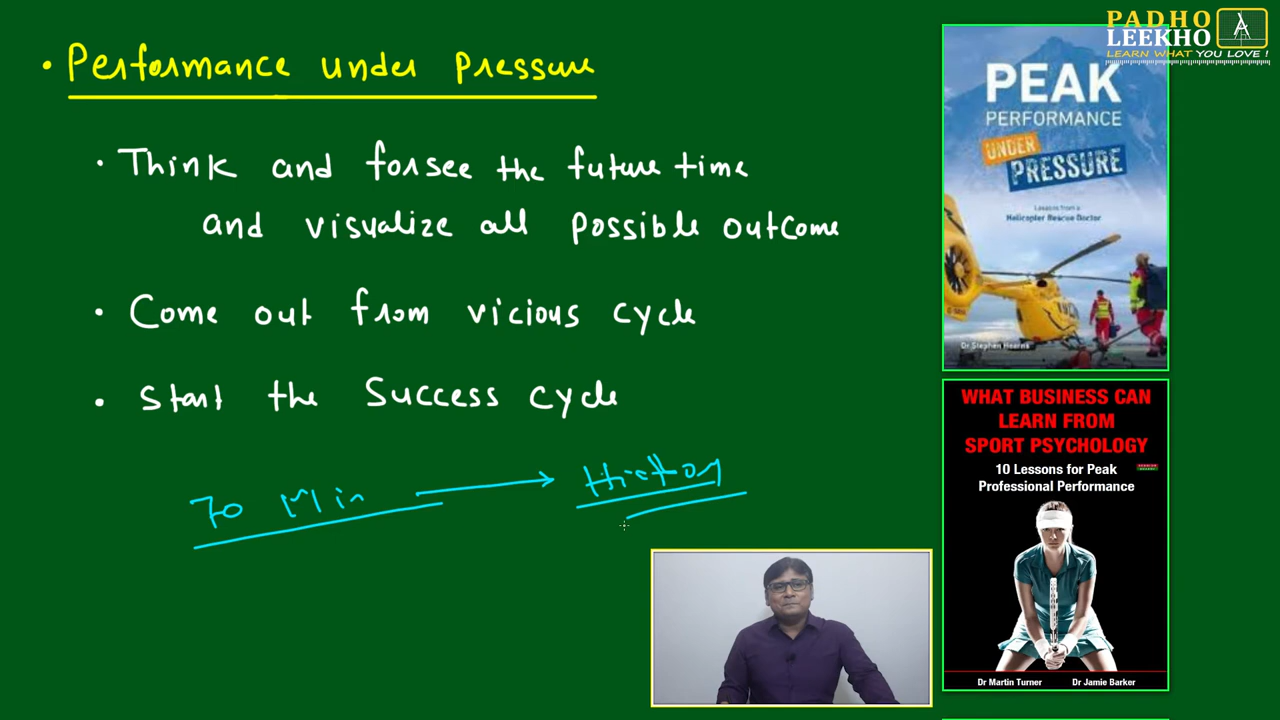 • Performance under pressure
• Think and forsee the future time
and visualize all possible outcome
• Come out from vicious cycle
• Start the Success cycle
70 Min → History
PADHO
LEEKHO
LEARN WHAT YOU LOVE !
PEAK
PERFORMANCE
UNDER
PRESSURE
Lessons from a
Helicopter Rescue Doctor
Dr Stephen Hearns
WHAT BUSINESS CAN
LEARN FROM
SPORT PSYCHOLOGY
10 Lessons for Peak
Professional Performance
Dr Martin Turner Dr Jamie Barker